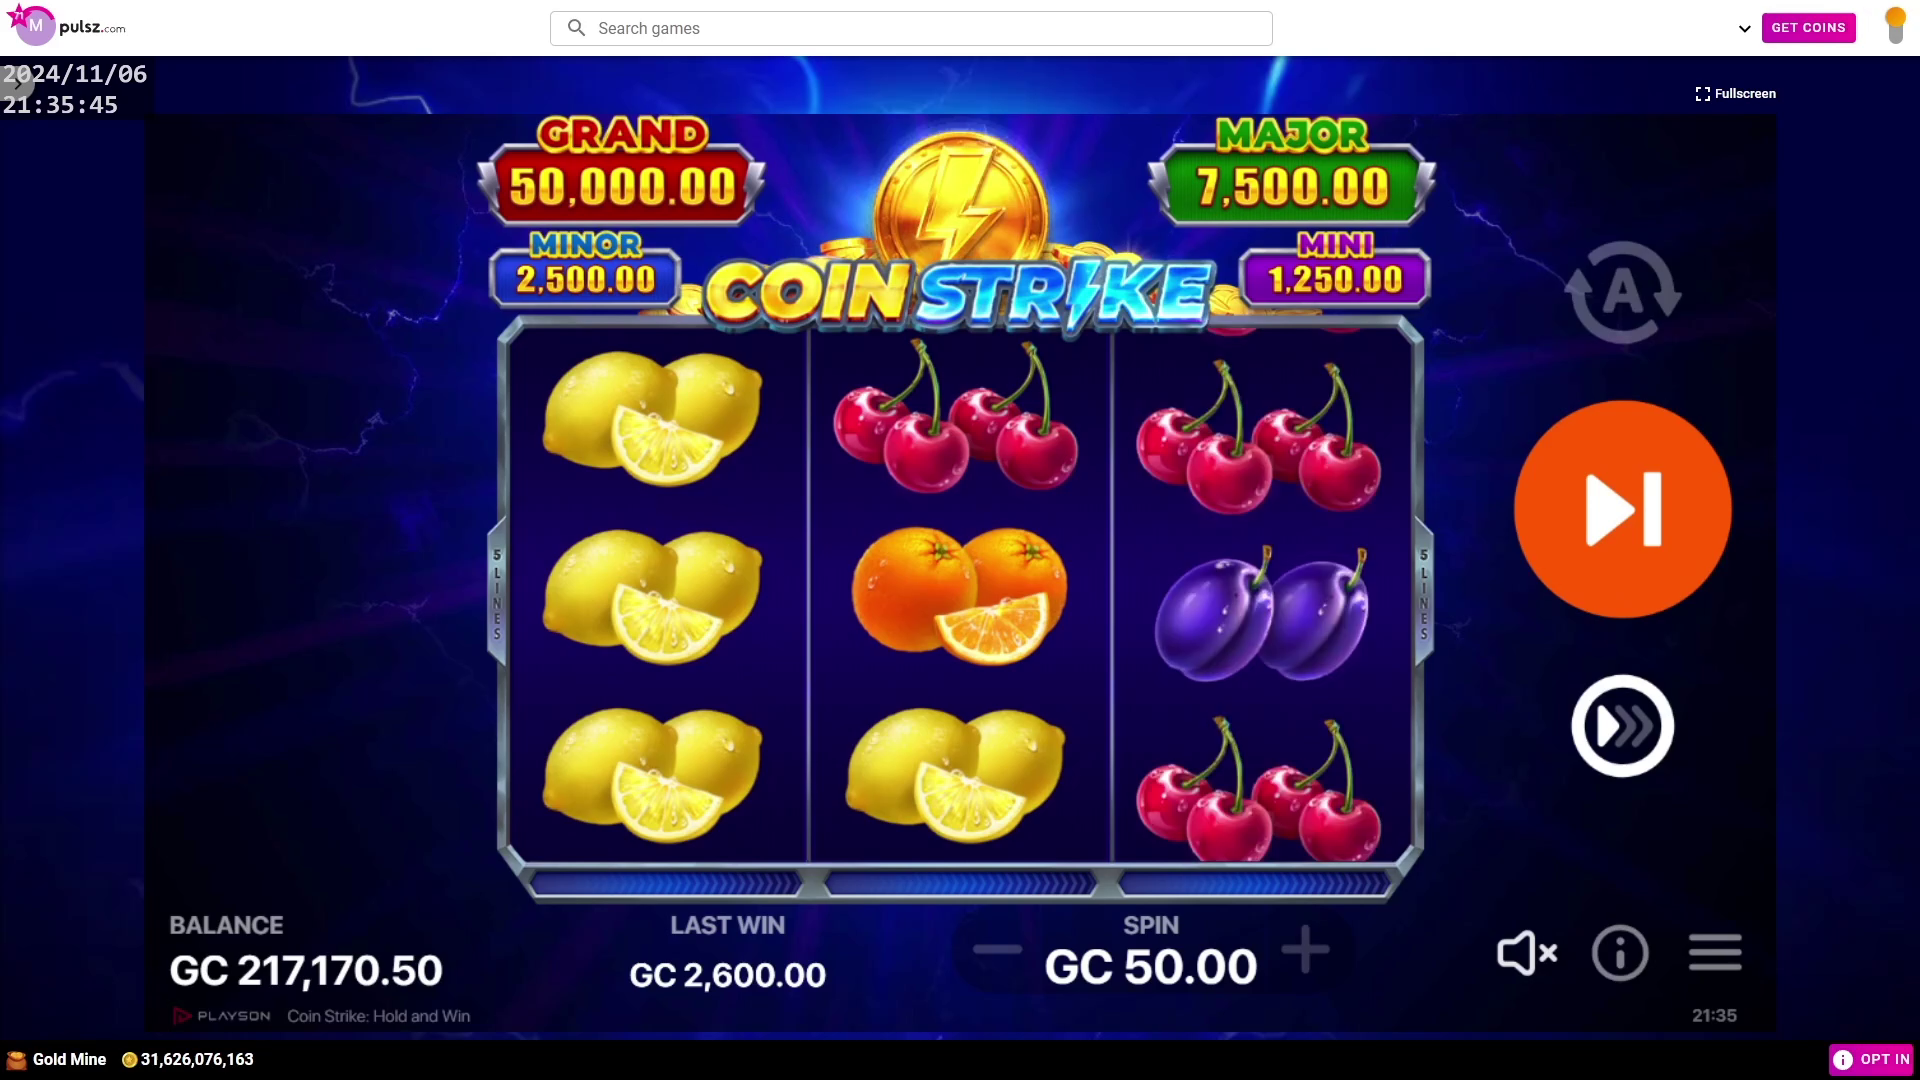 M
pulsz.com
Search games
GET COINS
2024/11/06
21:35:45
Fullscreen
GRAND
50,000.00
MAJOR
7,500.00
MINOR
2,500.00
MINI
1,250.00
COIN STRIKE
A
5 LINES
5 LINES
BALANCE
GC 217,170.50
LAST WIN
GC 2,600.00
SPIN
GC 50.00
PLAYSON
Coin Strike: Hold and Win
21:35
Gold Mine
31,626,076,163
OPT IN